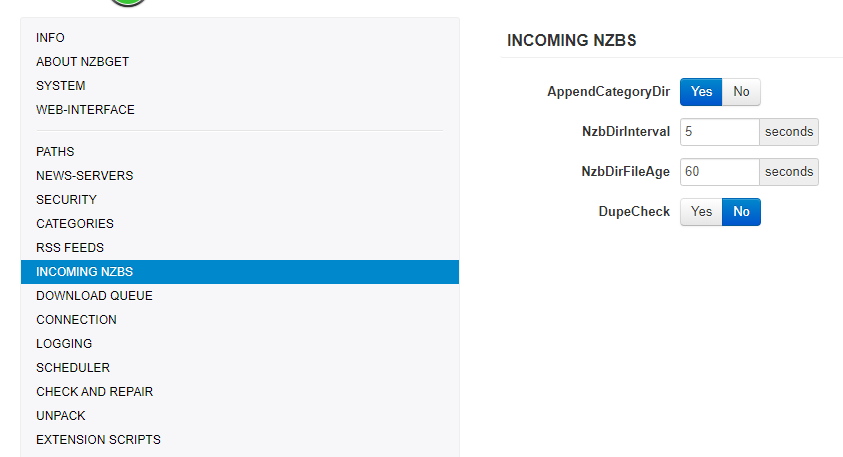 INFO
ABOUT NZBGET
SYSTEM
WEB-INTERFACE
PATHS
NEWS-SERVERS
SECURITY
CATEGORIES
RSS FEEDS
INCOMING NZBS
DOWNLOAD QUEUE
CONNECTION
LOGGING
SCHEDULER
CHECK AND REPAIR
UNPACK
EXTENSION SCRIPTS
INCOMING NZBS
AppendCategoryDir Yes No
NzbDirInterval 5 seconds
NzbDirFileAge 60 seconds
DupeCheck Yes No